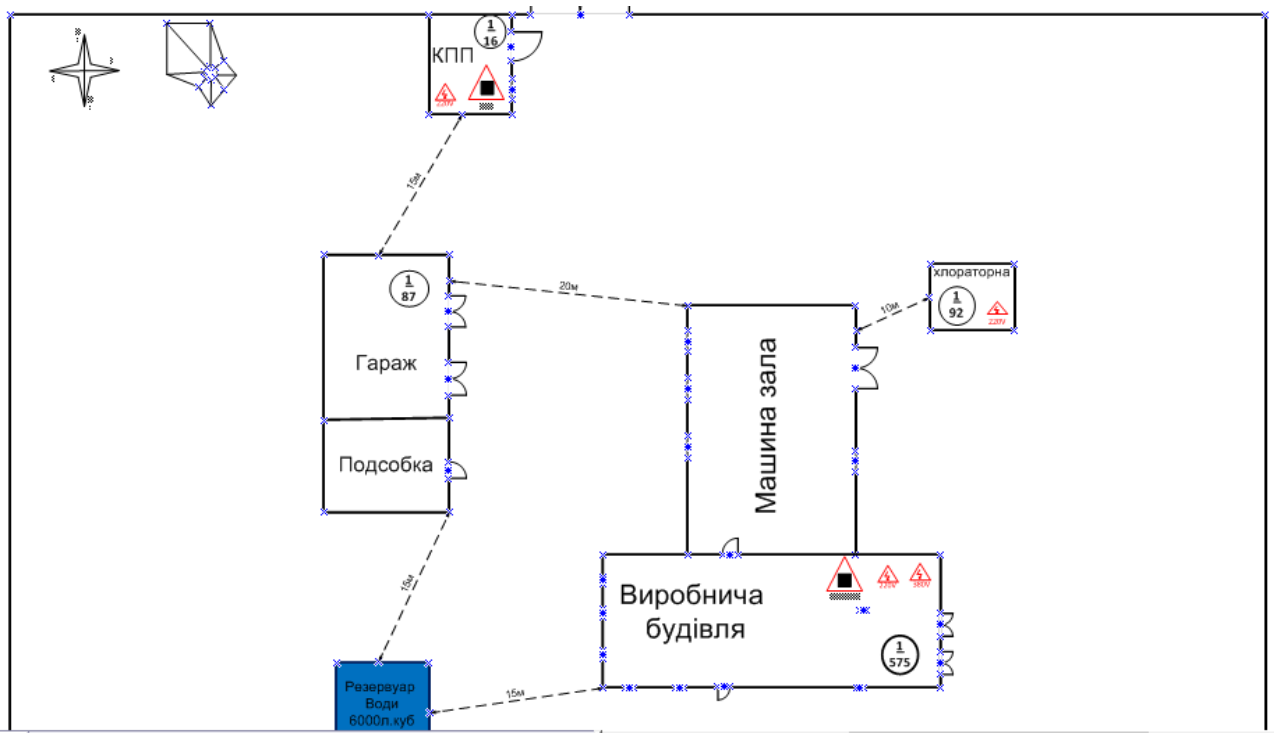 1
16
КПП
220V
15м
1
87
20м
Гараж
Подсобка
хлораторна
1
92
220V
10м
Машина зала
15м
Виробнича
будівля
220V
380V
1
575
Резервуар
Води
6000л.куб
15м